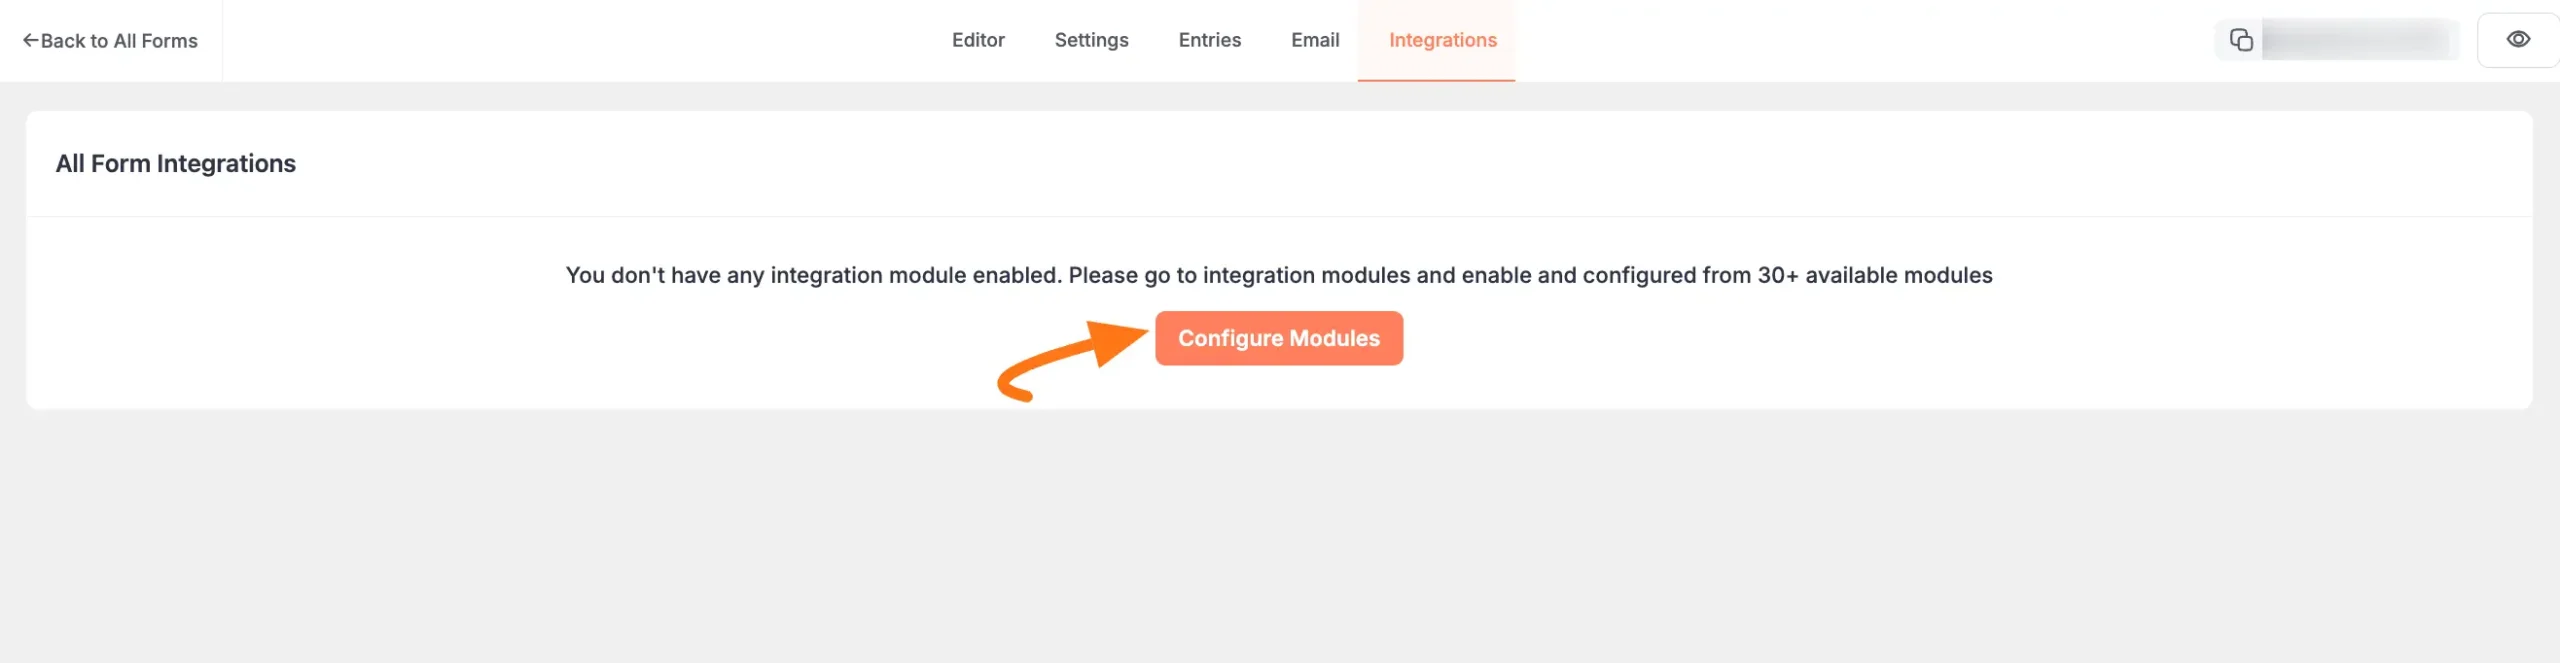 Back to All Forms
Editor
Settings
Entries
Email
Integrations
All Form Integrations
You don't have any integration module enabled. Please go to integration modules and enable and configured from 30+ available modules
Configure Modules